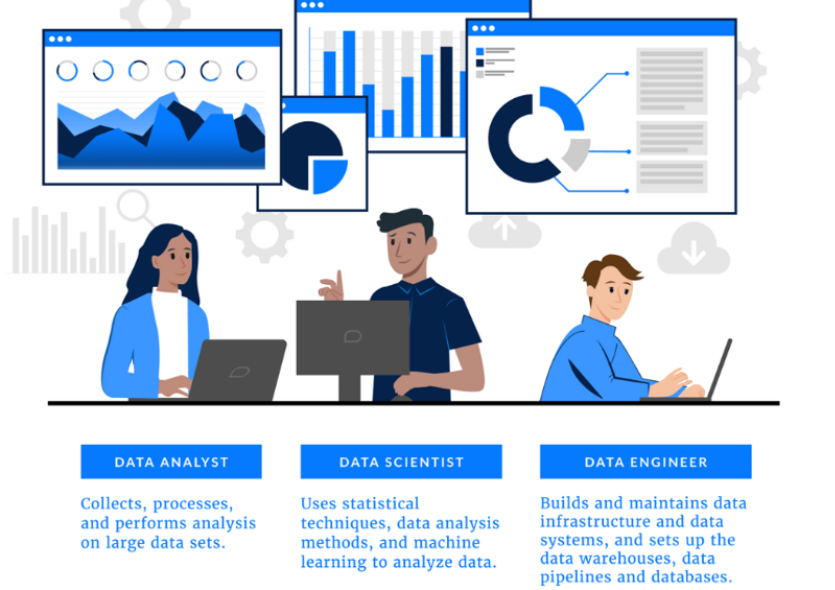 DATA ANALYST
Collects, processes,
and performs analysis
on large data sets.
DATA SCIENTIST
Uses statistical
techniques, data analysis
methods, and machine
learning to analyze data.
DATA ENGINEER
Builds and maintains data
infrastructure and data
systems, and sets up the
data warehouses, data
pipelines and databases.